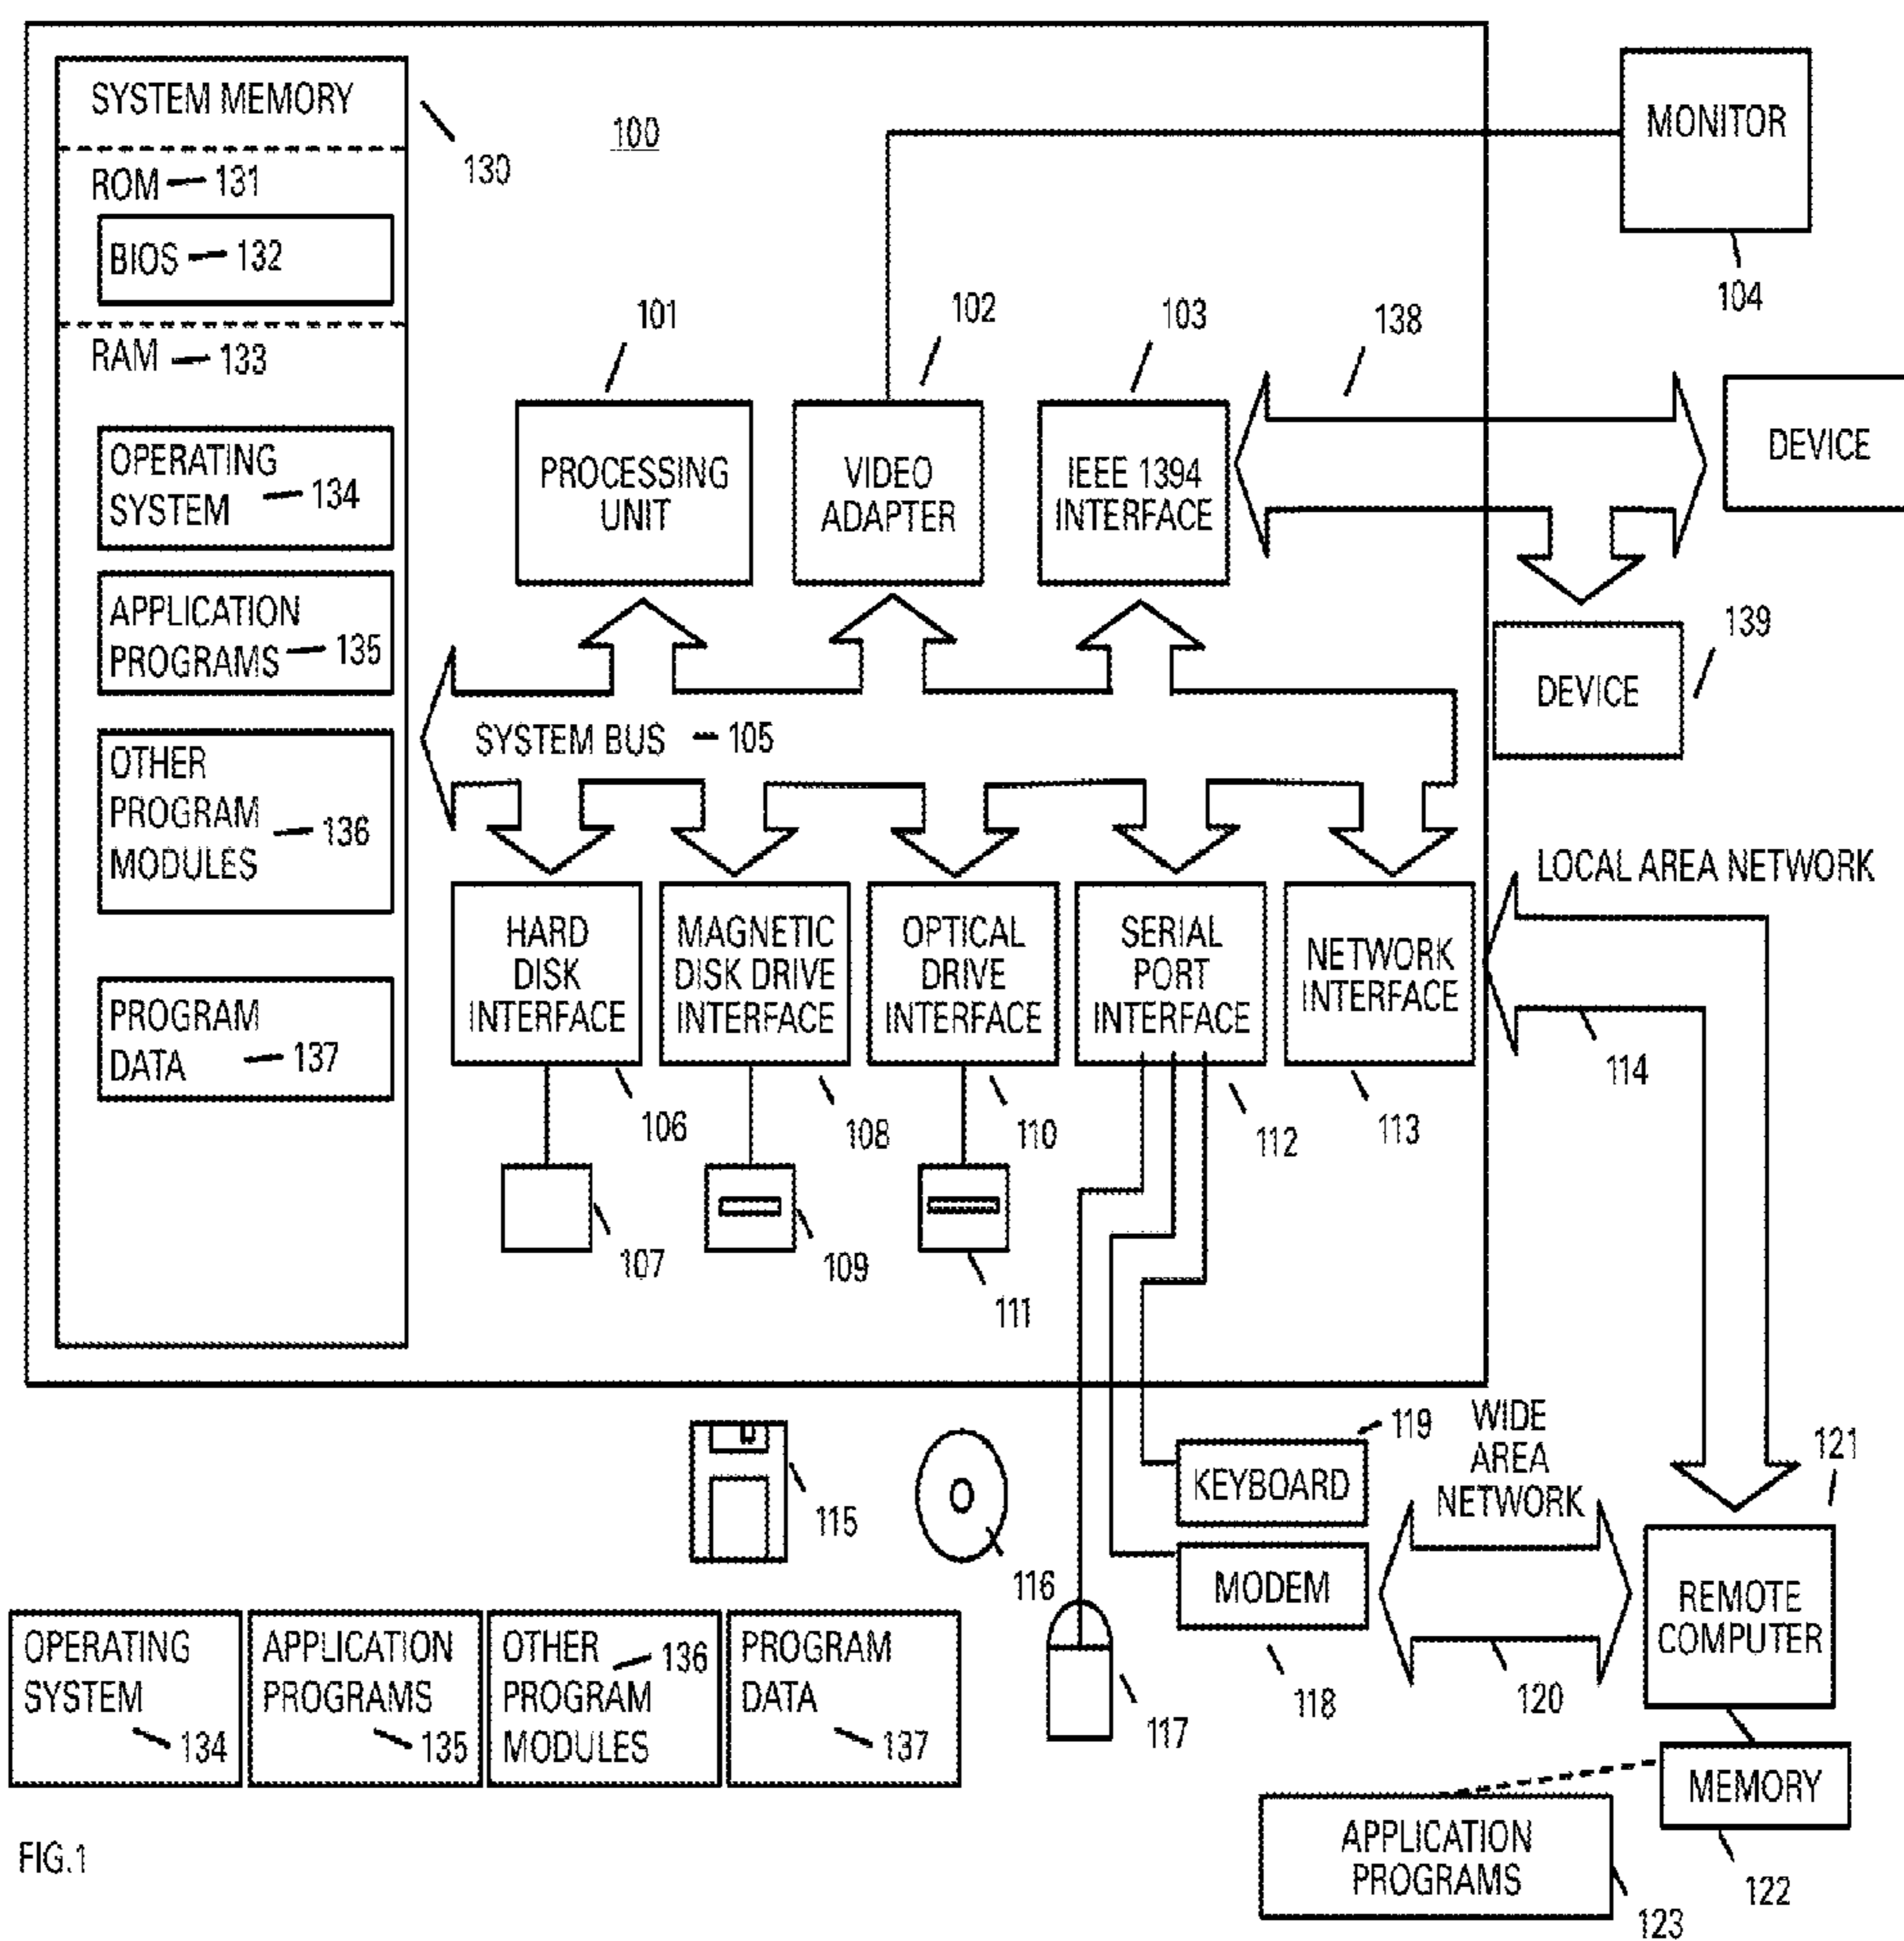 SYSTEM MEMORY
130
ROM 131
BIOS 132
RAM 133
OPERATING
SYSTEM 134
APPLICATION
PROGRAMS 135
OTHER
PROGRAM
MODULES 136
PROGRAM
DATA 137
100
MONITOR
104
101
PROCESSING
UNIT
102
VIDEO
ADAPTER
103
IEEE 1394
INTERFACE
138
DEVICE
DEVICE
139
SYSTEM BUS 105
HARD
DISK
INTERFACE
106
107
MAGNETIC
DISK DRIVE
INTERFACE
108
109
OPTICAL
DRIVE
INTERFACE
110
111
SERIAL
PORT
INTERFACE
112
NETWORK
INTERFACE
113
LOCAL AREA NETWORK
114
115
116
117
119
KEYBOARD
MODEM
118
WIDE
AREA
NETWORK
120
121
REMOTE
COMPUTER
MEMORY
122
APPLICATION
PROGRAMS
123
OPERATING
SYSTEM
134
APPLICATION
PROGRAMS
135
OTHER
136
PROGRAM
MODULES
PROGRAM
DATA
137
FIG.1